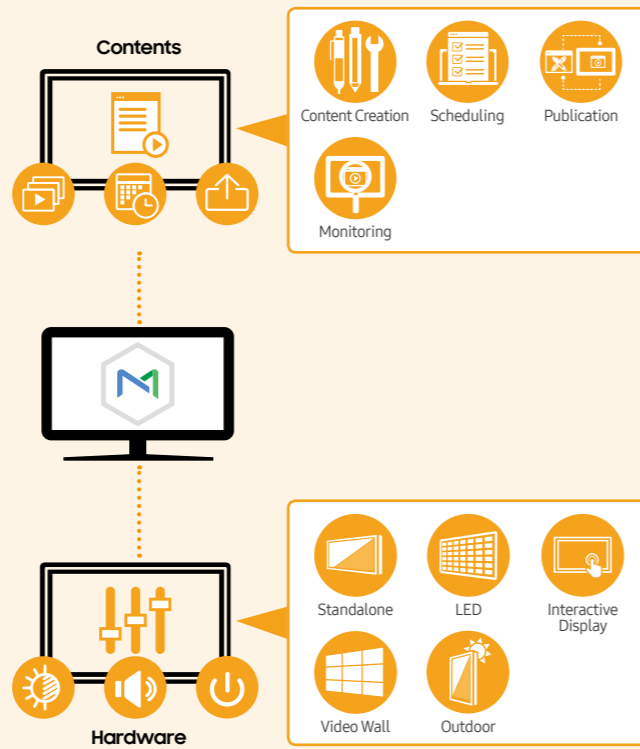 Contents
Content Creation
Scheduling
Publication
Monitoring
Standalone
LED
Interactive
Display
Video Wall
Outdoor
Hardware